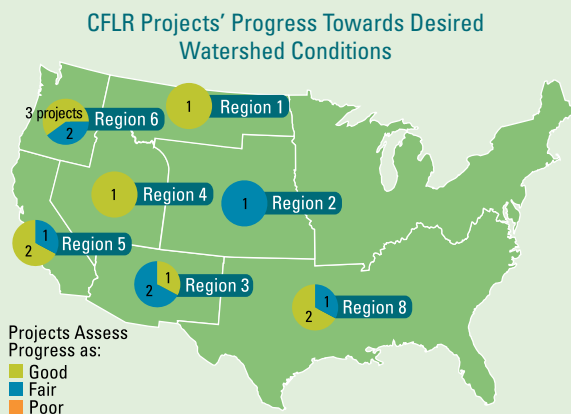 CFLR Projects' Progress Towards Desired
Watershed Conditions
1
Region 1
3 projects
2
Region 6
1
Region 4
1
Region 2
1
2
Region 5
1
2
Region 3
1
2
Region 8
Projects Assess
Progress as:
Good
Fair
Poor